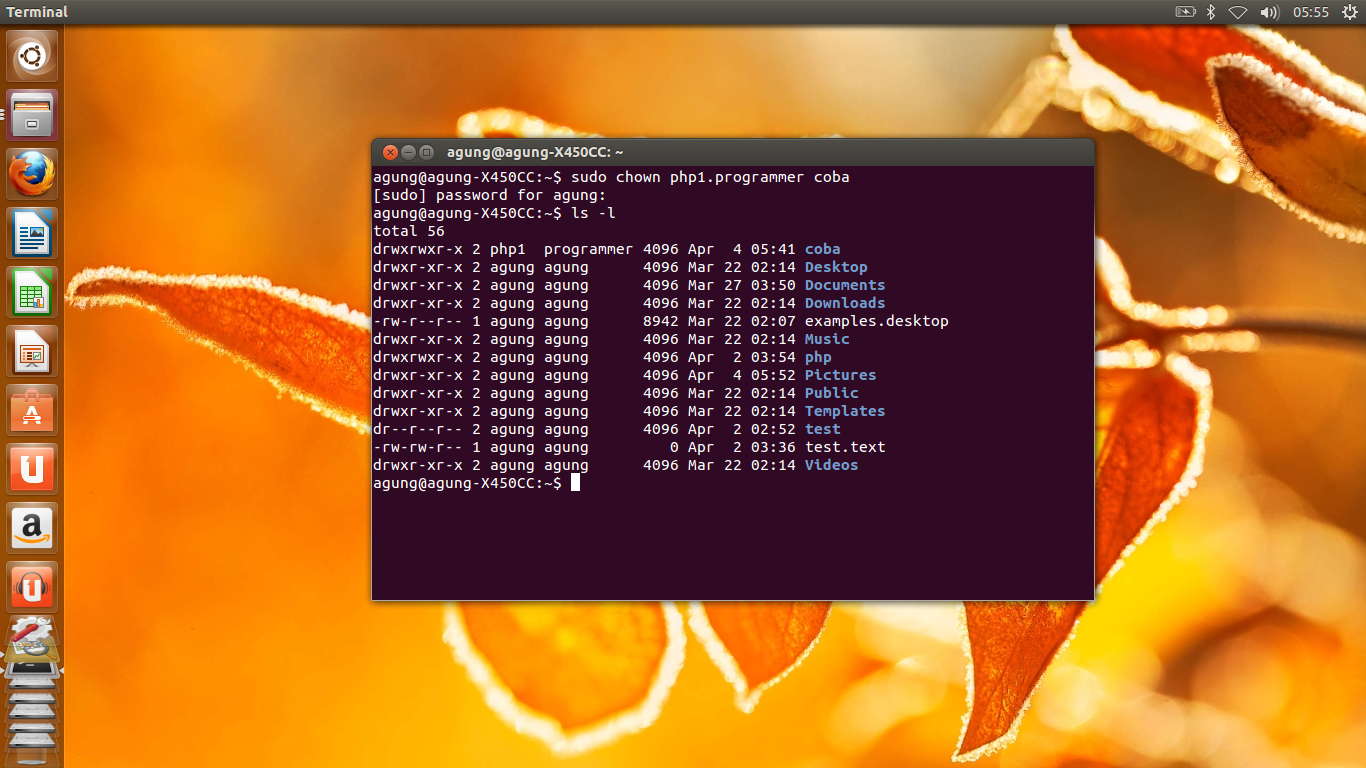 Terminal
05:55
agung@agung-X450CC: ~
agung@agung-X450CC:~$ sudo chown php1.programmer coba
[sudo] password for agung:
agung@agung-X450CC:~$ ls -l
total 56
drwxrwxr-x 2 php1  programmer 4096 Apr  4 05:41 coba
drwxr-xr-x 2 agung agung      4096 Mar 22 02:14 Desktop
drwxr-xr-x 2 agung agung      4096 Mar 27 03:50 Documents
drwxr-xr-x 2 agung agung      4096 Mar 22 02:14 Downloads
-rw-r--r-- 1 agung agung      8942 Mar 22 02:07 examples.desktop
drwxr-xr-x 2 agung agung      4096 Mar 22 02:14 Music
drwxrwxr-x 2 agung agung      4096 Apr  2 03:54 php
drwxr-xr-x 2 agung agung      4096 Apr  4 05:52 Pictures
drwxr-xr-x 2 agung agung      4096 Mar 22 02:14 Public
drwxr-xr-x 2 agung agung      4096 Mar 22 02:14 Templates
dr--r--r-- 2 agung agung      4096 Apr  2 02:52 test
-rw-rw-r-- 1 agung agung         0 Apr  2 03:36 test.text
drwxr-xr-x 2 agung agung      4096 Mar 22 02:14 Videos
agung@agung-X450CC:~$